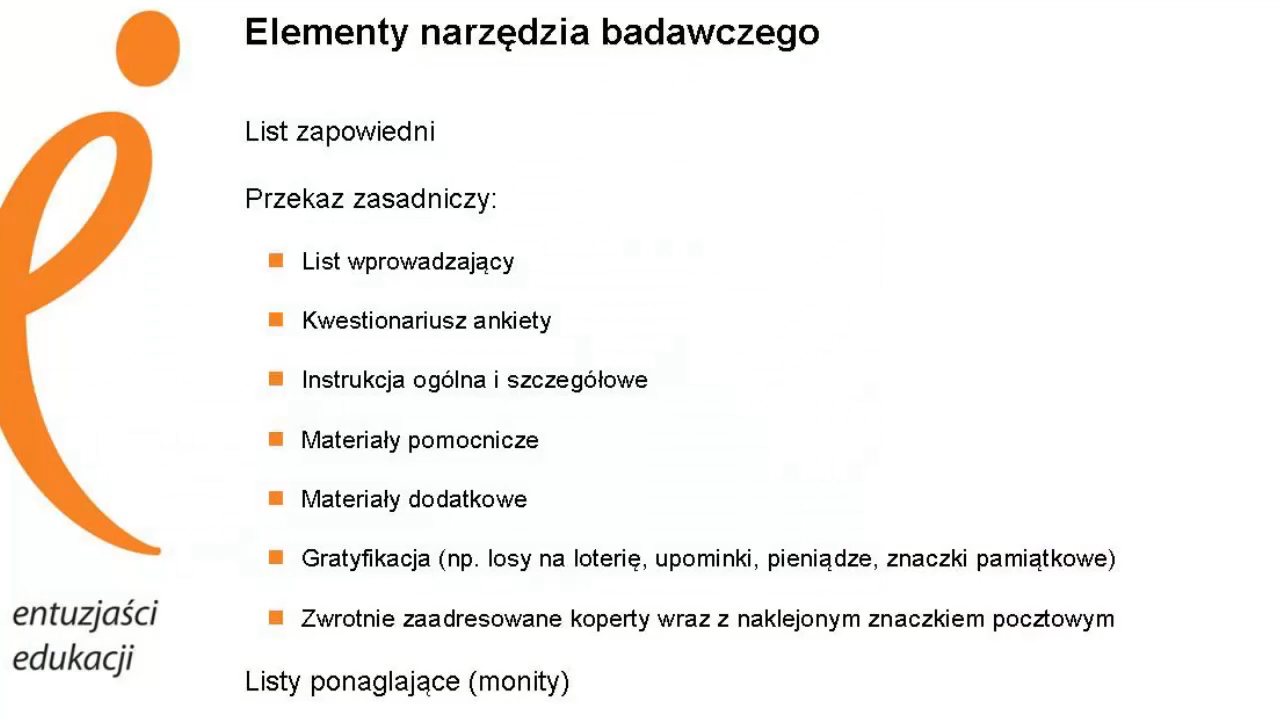 Elementy narzędzia badawczego
List zapowiedni
Przekaz zasadniczy:
List wprowadzający
Kwestionariusz ankiety
Instrukcja ogólna i szczegółowe
Materiały pomocnicze
Materiały dodatkowe
Gratyfikacja (np. losy na loterię, upominki, pieniądze, znaczki pamiątkowe)
Zwrotnie zaadresowane koperty wraz z naklejonym znaczkiem pocztowym
Listy ponaglające (monity)
entuzjaści
edukacji